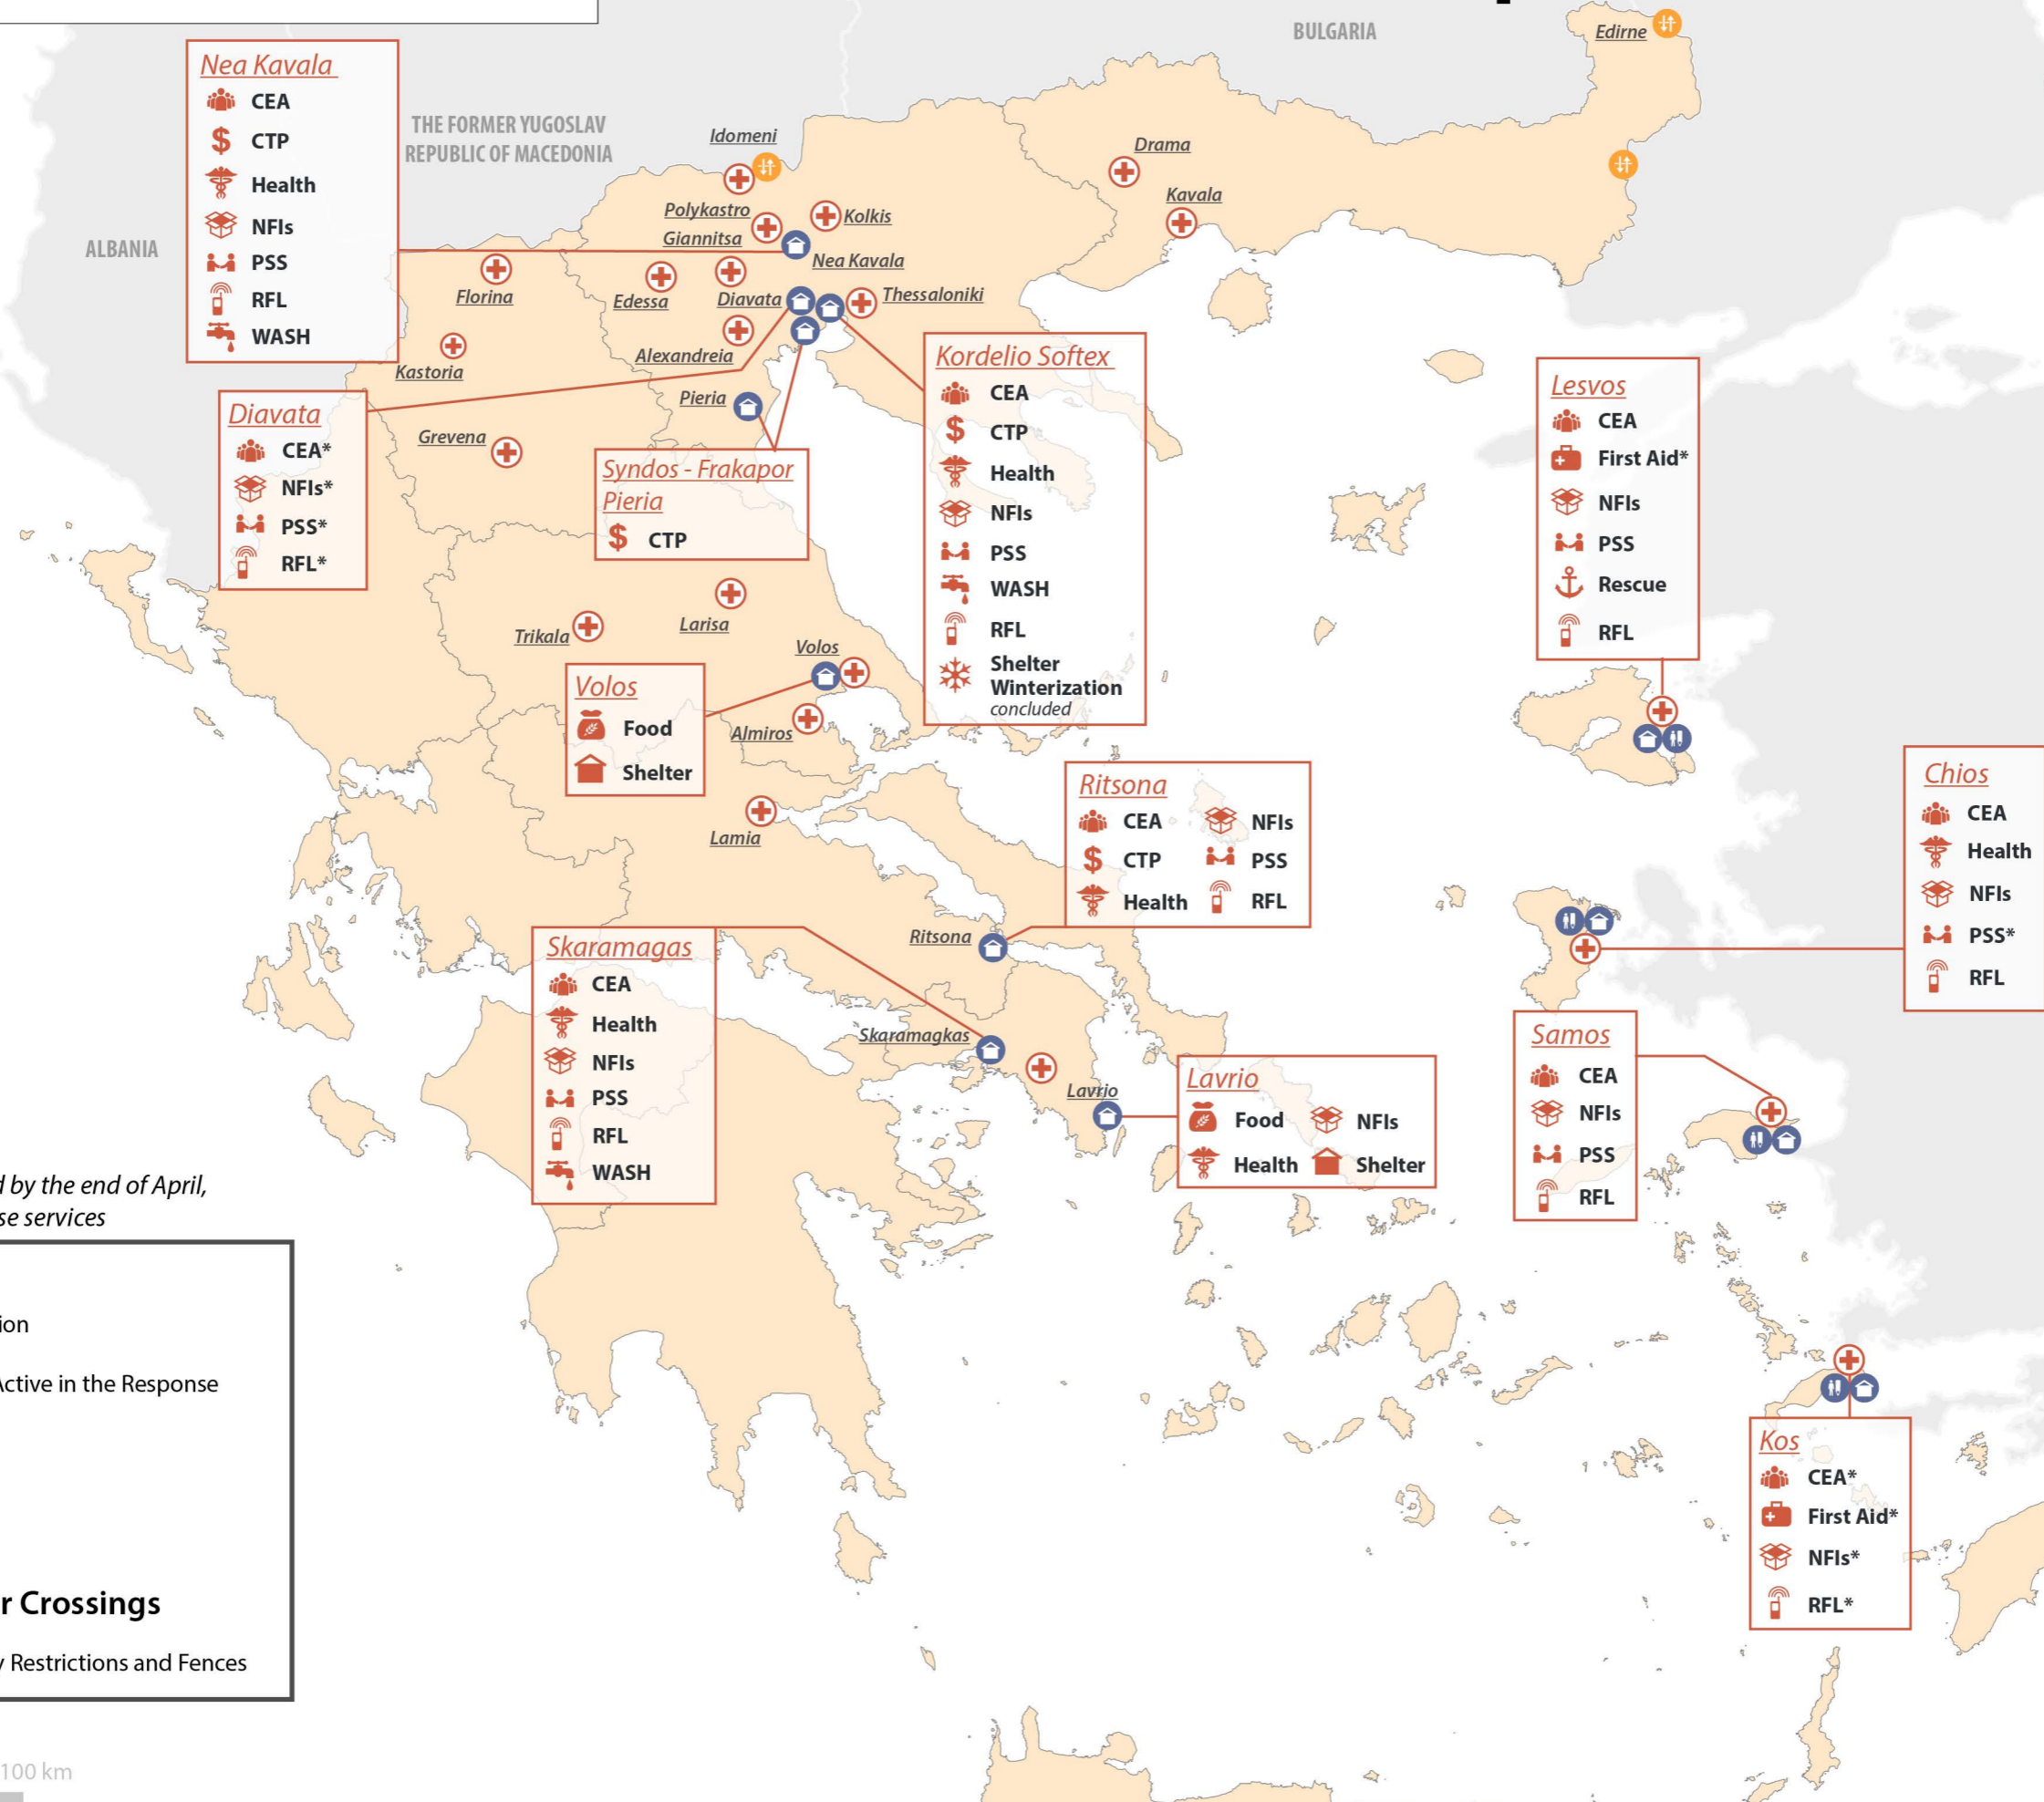 BULGARIA
Edirne
Nea Kavala
CEA
CTP
Health
NFIs
PSS
RFL
WASH
THE FORMER YUGOSLAV
REPUBLIC OF MACEDONIA
ALBANIA
Idomeni
Drama
Kavala
Polykastro
Kolkis
Giannitsa
Nea Kavala
Florina
Edessa
Diavata
Thessaloniki
Alexandreia
Kastoria
Pieria
Grevena
Diavata
CEA*
NFIs*
PSS*
RFL*
Syndos - Frakapor
Pieria
CTP
Kordelio Softex
CEA
CTP
Health
NFIs
PSS
WASH
RFL
Shelter
Winterization
concluded
Lesvos
CEA
First Aid*
NFIs
PSS
Rescue
RFL
Trikala
Larisa
Volos
Volos
Food
Shelter
Almiros
Lamia
Ritsona
CEA
NFIs
CTP
PSS
Health
RFL
Chios
CEA
Health
NFIs
PSS*
RFL
Ritsona
Skaramagas
CEA
Health
NFIs
PSS
RFL
WASH
Skaramagkas
Lavrio
Lavrio
Food
NFIs
Health
Shelter
Samos
CEA
NFIs
PSS
RFL
d by the end of April,
se services
ion
Active in the Response
r Crossings
y Restrictions and Fences
Kos
CEA*
First Aid*
NFIs*
RFL*
100 km